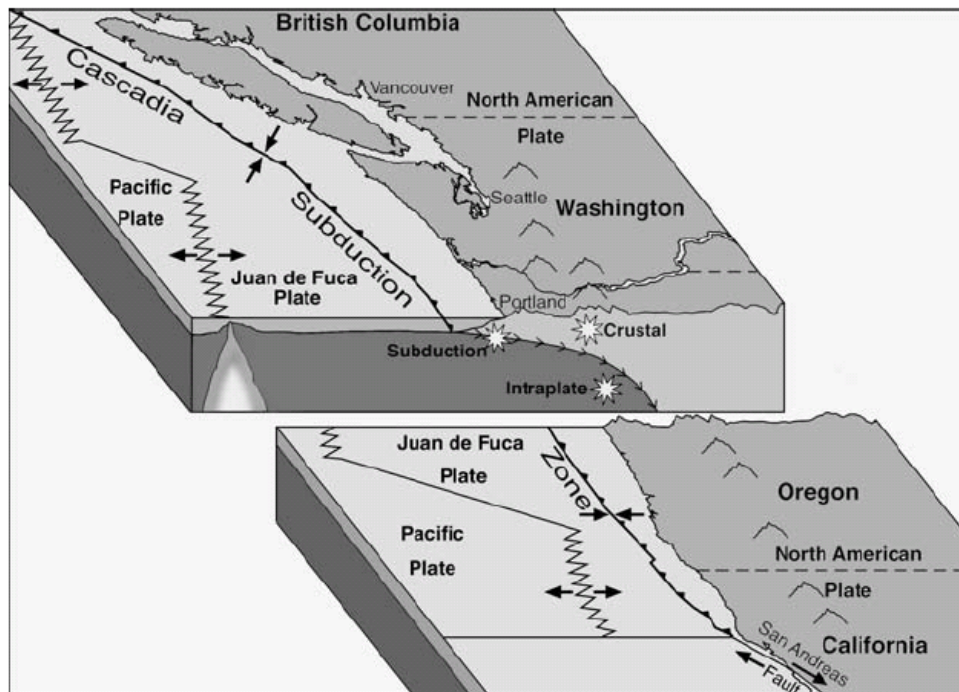 British Columbia
Cascadia
Vancouver
North American
Plate
Pacific
Plate
Seattle
Washington
Subduction
Juan de Fuca
Plate
Portland
Crustal
Subduction
Intraplate
Juan de Fuca
Plate
Zone
Oregon
Pacific
Plate
North American
Plate
San Andreas
California
Fault